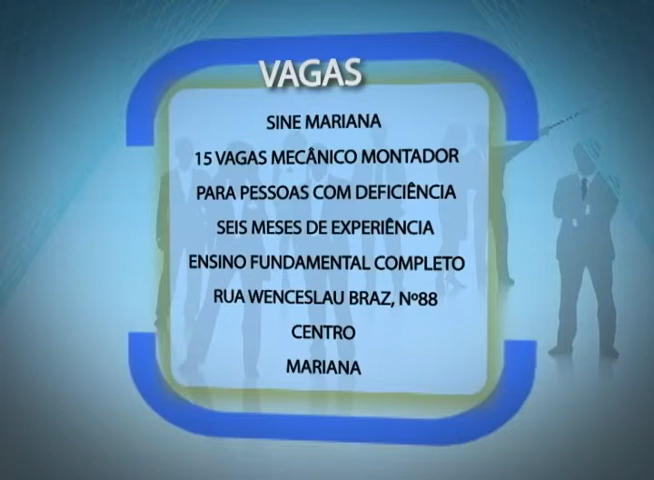 VAGAS
SINE MARIANA
15 VAGAS MECÂNICO MONTADOR
PARA PESSOAS COM DEFICIÊNCIA
SEIS MESES DE EXPERIÊNCIA
ENSINO FUNDAMENTAL COMPLETO
RUA WENCESLAU BRAZ, Nº88
CENTRO
MARIANA